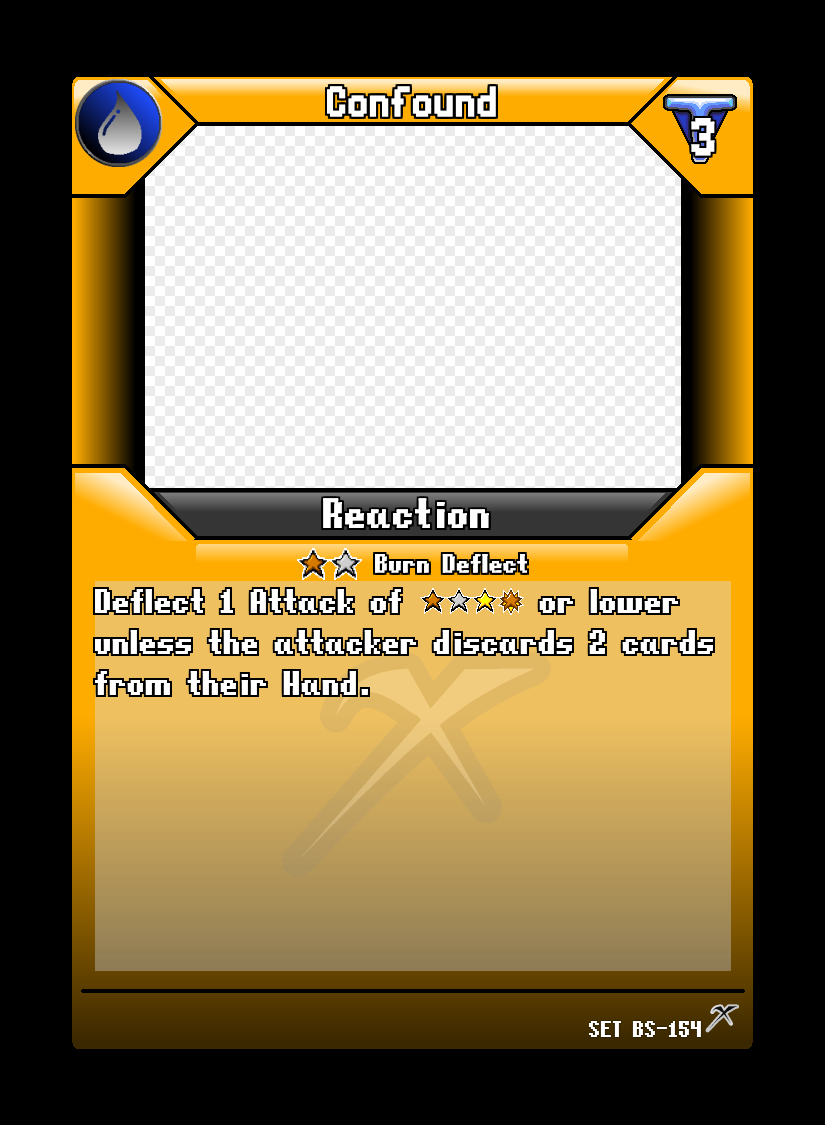 Confound
3
Reaction
Burn Deflect
Deflect 1 Attack of or lower
unless the attacker discards 2 cards
from their Hand.
SET BS-154